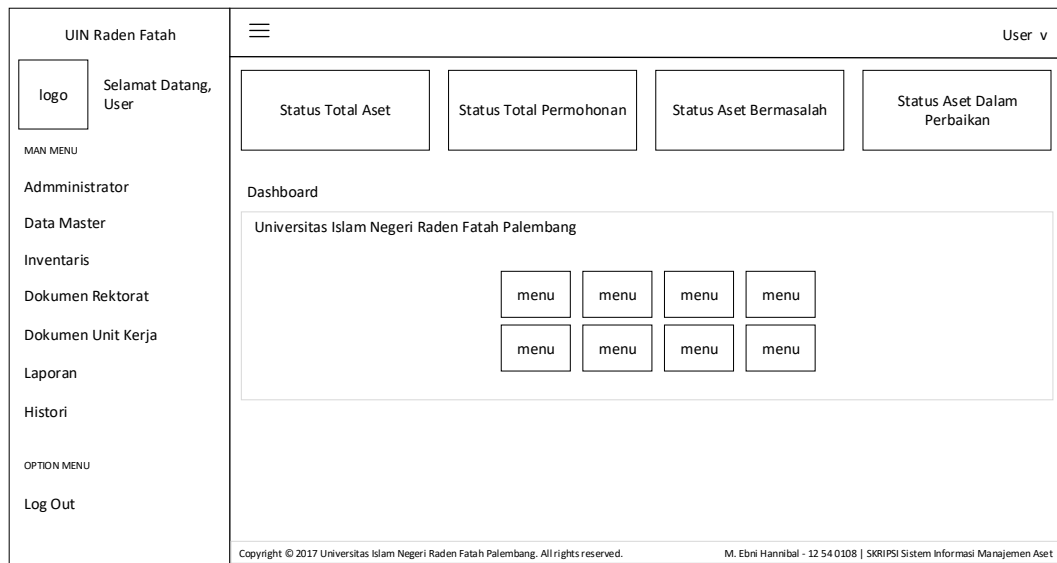 UIN Raden Fatah
User v
logo
Selamat Datang,
User
MAN MENU
Admministrator
Data Master
Inventaris
Dokumen Rektorat
Dokumen Unit Kerja
Laporan
Histori
OPTION MENU
Log Out
Status Total Aset
Status Total Permohonan
Status Aset Bermasalah
Status Aset Dalam
Perbaikan
Dashboard
Universitas Islam Negeri Raden Fatah Palembang
menu menu menu menu
menu menu menu menu
Copyright © 2017 Universitas Islam Negeri Raden Fatah Palembang. All rights reserved.
M. Ebni Hannibal - 12 54 0108 | SKRIPSI Sistem Informasi Manajemen Aset